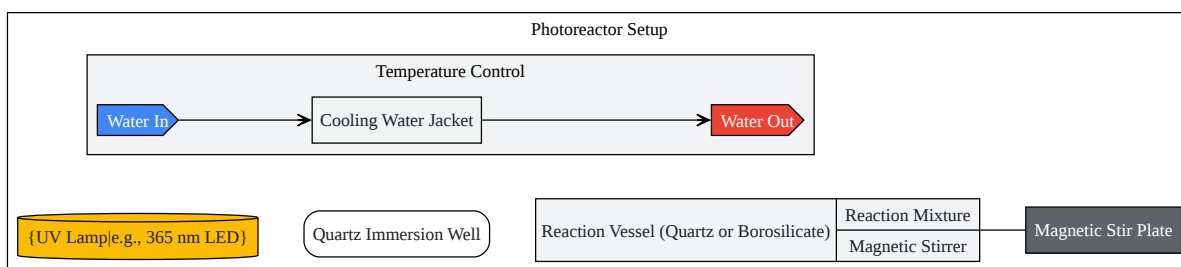 Photoreactor Setup
Temperature Control
Water In
Cooling Water Jacket
Water Out
{UV Lamp|e.g., 365 nm LED}
Quartz Immersion Well
Reaction Vessel (Quartz or Borosilicate)
Reaction Mixture
Magnetic Stirrer
Magnetic Stir Plate